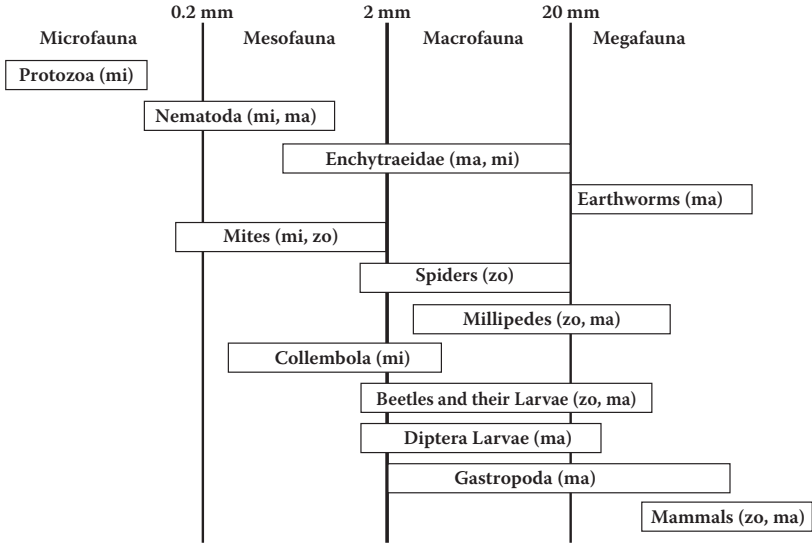 0.2 mm 2 mm 20 mm
Microfauna Mesofauna Macrofauna Megafauna
Protozoa (mi)
Nematoda (mi, ma)
Enchytraeidae (ma, mi)
Earthworms (ma)
Mites (mi, zo)
Spiders (zo)
Millipedes (zo, ma)
Collembola (mi)
Beetles and their Larvae (zo, ma)
Diptera Larvae (ma)
Gastropoda (ma)
Mammals (zo, ma)